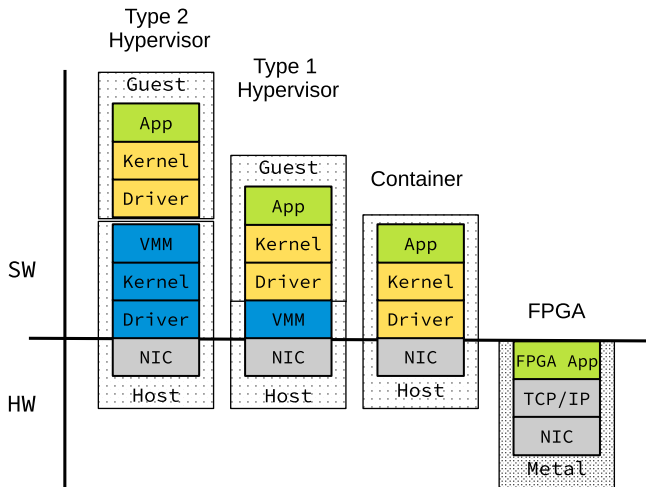 Type 2
Hypervisor
Guest
App
Kernel
Driver
VMM
Kernel
Driver
NIC
Host
Type 1
Hypervisor
Guest
App
Kernel
Driver
VMM
NIC
Host
Container
App
Kernel
Driver
NIC
Host
FPGA
FPGA App
TCP/IP
NIC
Metal
SW
HW